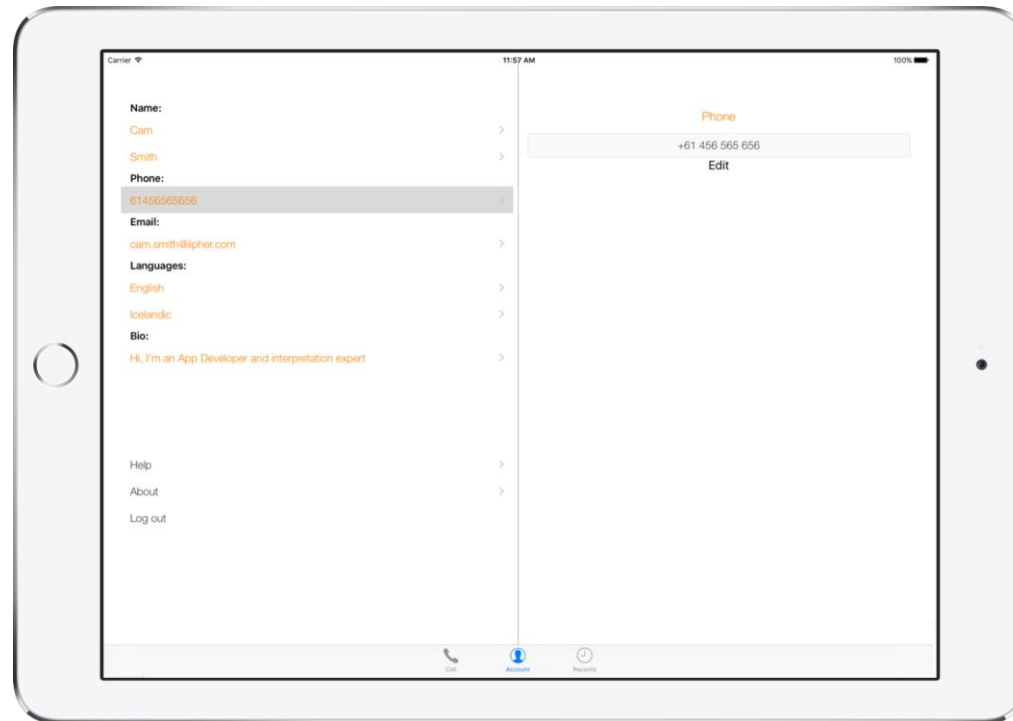 Carrier 11:57 AM 100%
Name:
Cam
Smith
Phone:
61456565656
Email:
cam.smith@iipher.com
Languages:
English
Icelandic
Bio:
Hi, I'm an App Developer and interpretation expert
Help
About
Log out
Phone
+61 456 565 656
Edit
Call Account Recents